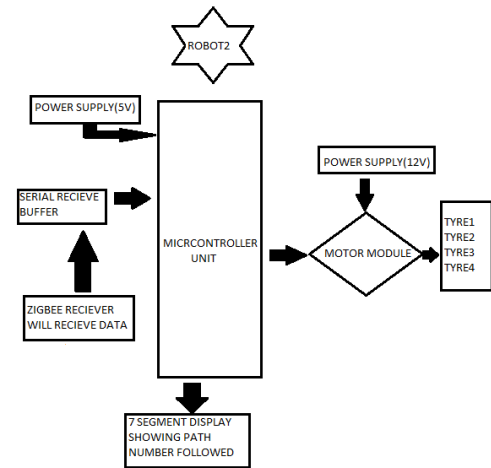 ROBOT2
POWER SUPPLY(5V)
POWER SUPPLY(12V)
SERIAL RECIEVE
BUFFER
MICRCONTROLLER
UNIT
MOTOR MODULE
TYRE1
TYRE2
TYRE3
TYRE4
ZIGBEE RECIEVER
WILL RECIEVE DATA
7 SEGMENT DISPLAY
SHOWING PATH
NUMBER FOLLOWED